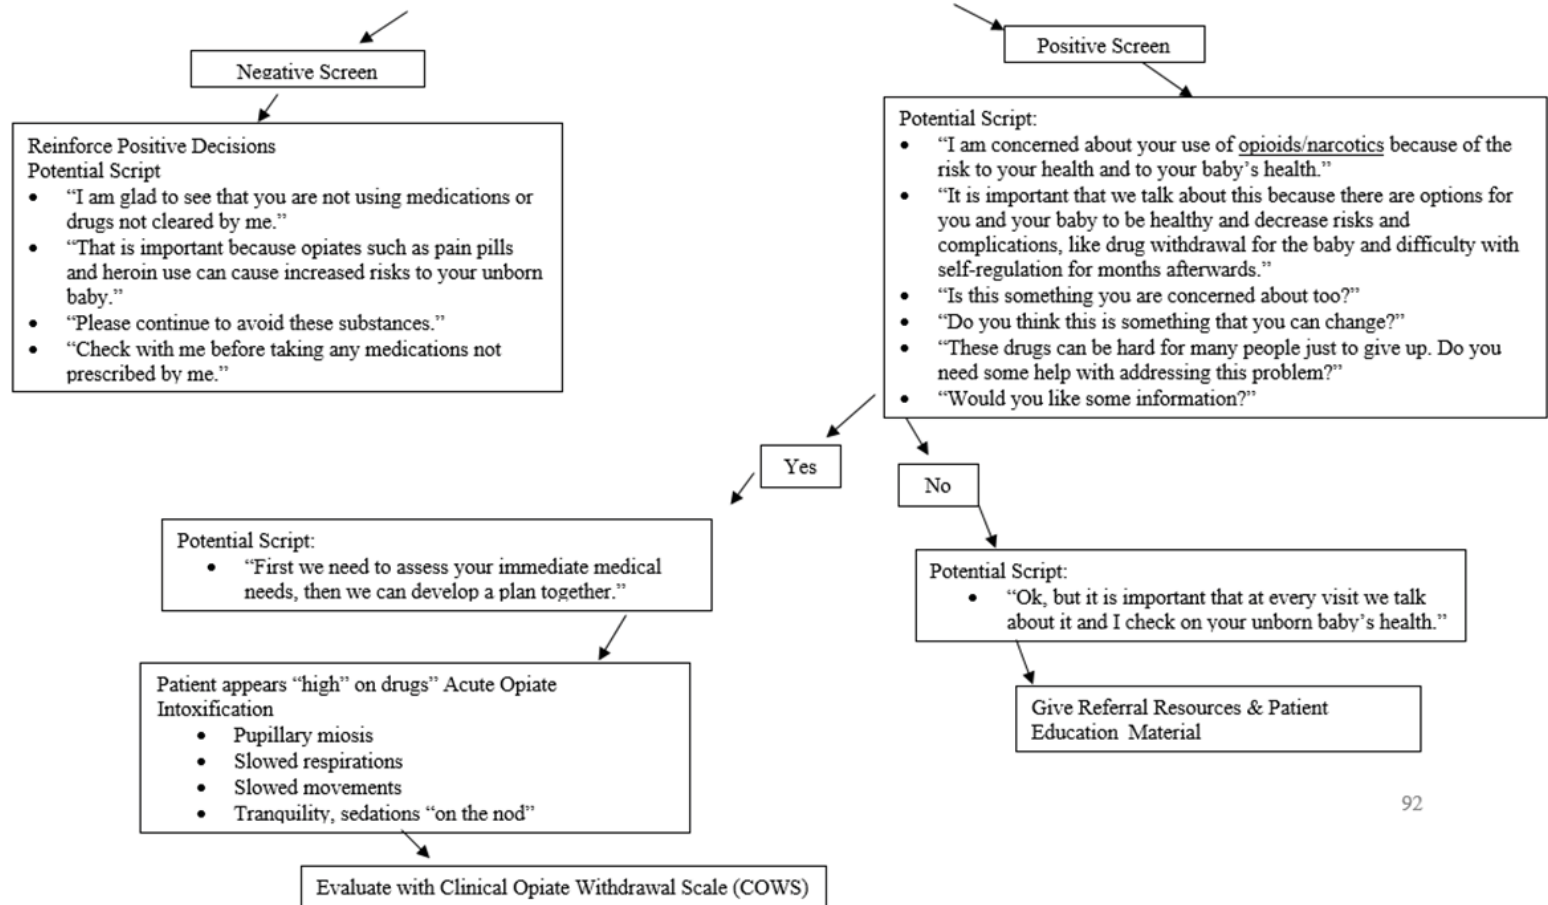 Negative Screen
Positive Screen
Reinforce Positive Decisions
Potential Script
• “I am glad to see that you are not using medications or
drugs not cleared by me.”
• “That is important because opiates such as pain pills
and heroin use can cause increased risks to your unborn
baby.”
• “Please continue to avoid these substances.”
• “Check with me before taking any medications not
prescribed by me.”
Potential Script:
• “I am concerned about your use of opioids/narcotics because of the
risk to your health and to your baby’s health.”
• “It is important that we talk about this because there are options for
you and your baby to be healthy and decrease risks and
complications, like drug withdrawal for the baby and difficulty with
self-regulation for months afterwards.”
• “Is this something you are concerned about too?”
• “Do you think this is something that you can change?”
• “These drugs can be hard for many people just to give up. Do you
need some help with addressing this problem?”
• “Would you like some information?”
Yes
No
Potential Script:
• “First we need to assess your immediate medical
needs, then we can develop a plan together.”
Potential Script:
• “Ok, but it is important that at every visit we talk
about it and I check on your unborn baby’s health.”
Patient appears “high” on drugs” Acute Opiate
Intoxification
• Pupillary miosis
• Slowed respirations
• Slowed movements
• Tranquility, sedations “on the nod”
Give Referral Resources & Patient
Education Material
92
Evaluate with Clinical Opiate Withdrawal Scale (COWS)